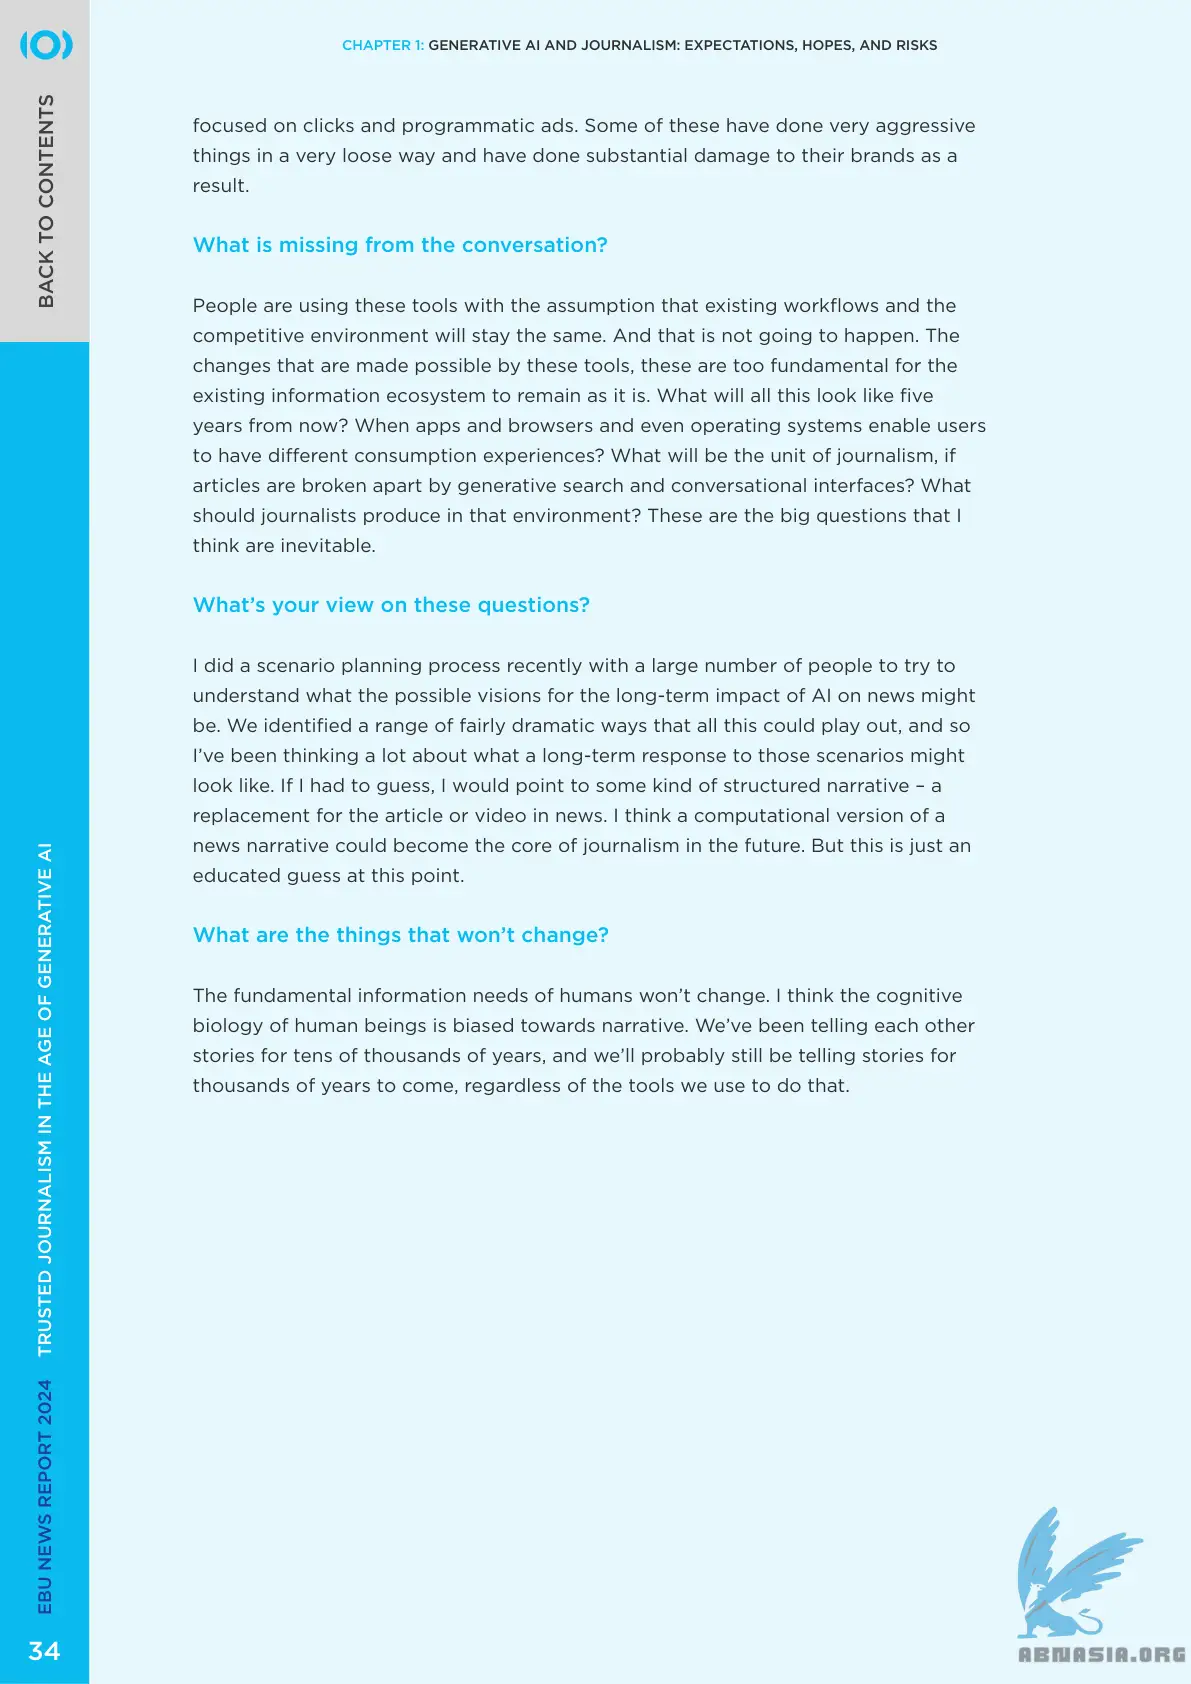 CHAPTER 1: GENERATIVE AI AND JOURNALISM: EXPECTATIONS, HOPES, AND RISKS
BACK TO CONTENTS
focused on clicks and programmatic ads. Some of these have done very aggressive
things in a very loose way and have done substantial damage to their brands as a
result.
What is missing from the conversation?
People are using these tools with the assumption that existing workflows and the
competitive environment will stay the same. And that is not going to happen. The
changes that are made possible by these tools, these are too fundamental for the
existing information ecosystem to remain as it is. What will all this look like five
years from now? When apps and browsers and even operating systems enable users
to have different consumption experiences? What will be the unit of journalism, if
articles are broken apart by generative search and conversational interfaces? What
should journalists produce in that environment? These are the big questions that I
think are inevitable.
What's your view on these questions?
I did a scenario planning process recently with a large number of people to try to
understand what the possible visions for the long-term impact of AI on news might
be. We identified a range of fairly dramatic ways that all this could play out, and so
I've been thinking a lot about what a long-term response to those scenarios might
look like. If I had to guess, I would point to some kind of structured narrative – a
replacement for the article or video in news. I think a computational version of a
news narrative could become the core of journalism in the future. But this is just an
educated guess at this point.
What are the things that won't change?
The fundamental information needs of humans won't change. I think the cognitive
biology of human beings is biased towards narrative. We've been telling each other
stories for tens of thousands of years, and we'll probably still be telling stories for
thousands of years to come, regardless of the tools we use to do that.
EBU NEWS REPORT 2024 TRUSTED JOURNALISM IN THE AGE OF GENERATIVE AI
34
ABNASIA.ORG